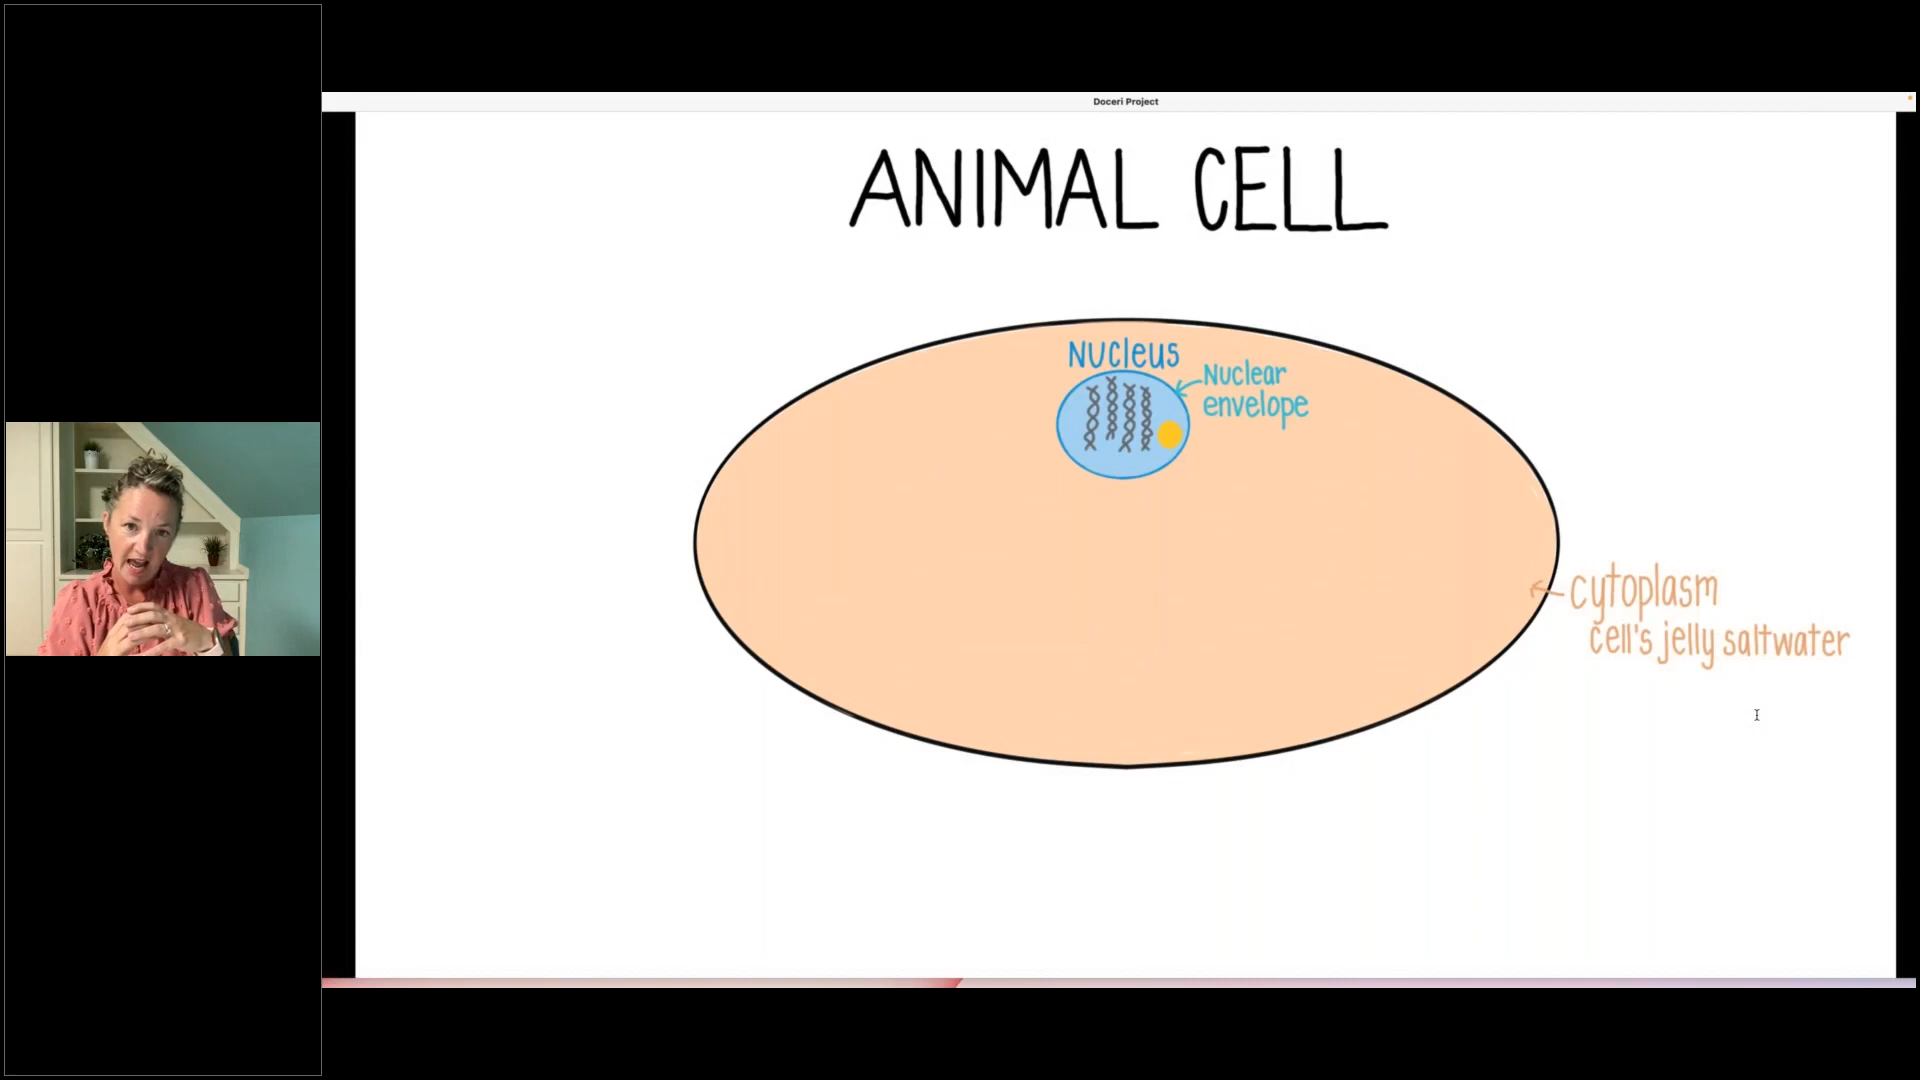 Doceri Project
ANIMAL CELL
Nucleus
Nuclear
envelope
cytoplasm
cell's jelly saltwater